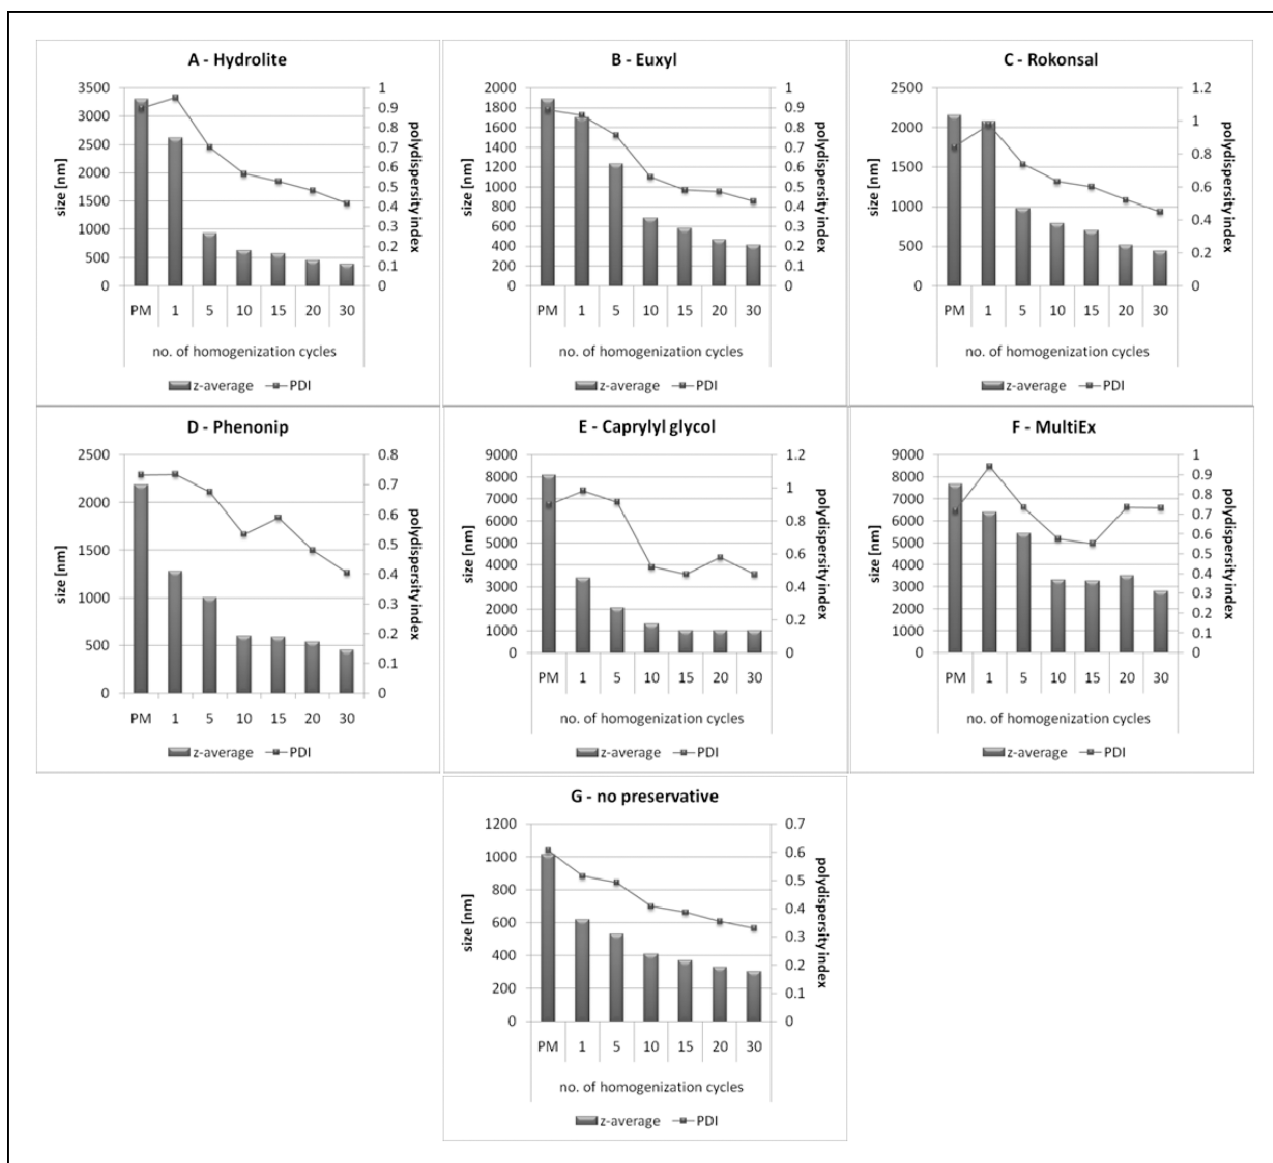 A - Hydrolite
size [nm]
3500
3000
2500
2000
1500
1000
500
0
1
0.9
0.8
0.7
0.6
0.5
0.4
0.3
0.2
0.1
0
polydispersity index
PM 1 5 10 15 20 30
no. of homogenization cycles
z-average PDI
B - Euxyl
size [nm]
2000
1800
1600
1400
1200
1000
800
600
400
200
0
1
0.9
0.8
0.7
0.6
0.5
0.4
0.3
0.2
0.1
0
polydispersity index
PM 1 5 10 15 20 30
no. of homogenization cycles
z-average PDI
C - Rokonsal
size [nm]
2500
2000
1500
1000
500
0
1.2
1
0.8
0.6
0.4
0.2
0
polydispersity index
PM 1 5 10 15 20 30
no. of homogenization cycles
z-average PDI
D - Phenonip
size [nm]
2500
2000
1500
1000
500
0
0.8
0.7
0.6
0.5
0.4
0.3
0.2
0.1
0
polydispersity index
PM 1 5 10 15 20 30
z-average PDI
E - Caprylyl glycol
size [nm]
9000
8000
7000
6000
5000
4000
3000
2000
1000
0
1.2
1
0.8
0.6
0.4
0.2
0
polydispersity index
PM 1 5 10 15 20 30
no. of homogenization cycles
z-average PDI
F - MultiEx
size [nm]
9000
8000
7000
6000
5000
4000
3000
2000
1000
0
1
0.9
0.8
0.7
0.6
0.5
0.4
0.3
0.2
0.1
0
polydispersity index
PM 1 5 10 15 20 30
no. of homogenization cycles
z-average PDI
G - no preservative
size [nm]
1200
1000
800
600
400
200
0
0.7
0.6
0.5
0.4
0.3
0.2
0.1
0
polydispersity index
PM 1 5 10 15 20 30
no. of homogenization cycles
z-average PDI